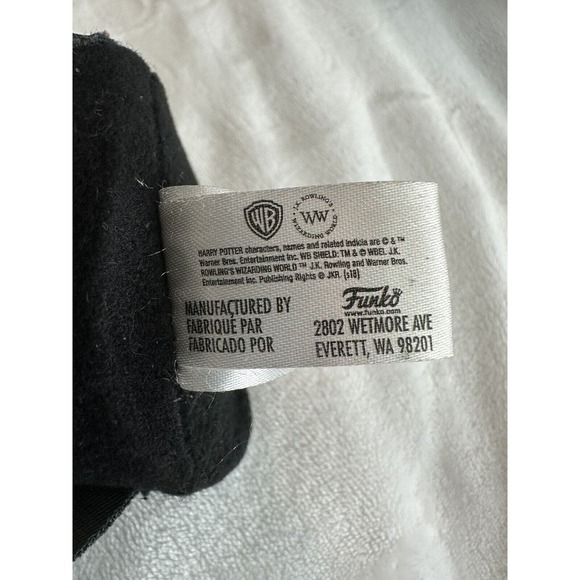 WB
J.K. ROWLING'S
WW
WIZARDING WORLD
HARRY POTTER characters, names and related indicia are © & ™
Warner Bros. Entertainment Inc. WB SHIELD: TM & © WBEI. J.K.
ROWLING'S WIZARDING WORLD ™ J.K. Rowling and Warner Bros.
Entertainment Inc. Publishing Rights © JKR. (s18)
MANUFACTURED BY
FABRIQUÉ PAR
FABRICADO POR
Funko
www.funko.com
2802 WETMORE AVE
EVERETT, WA 98201